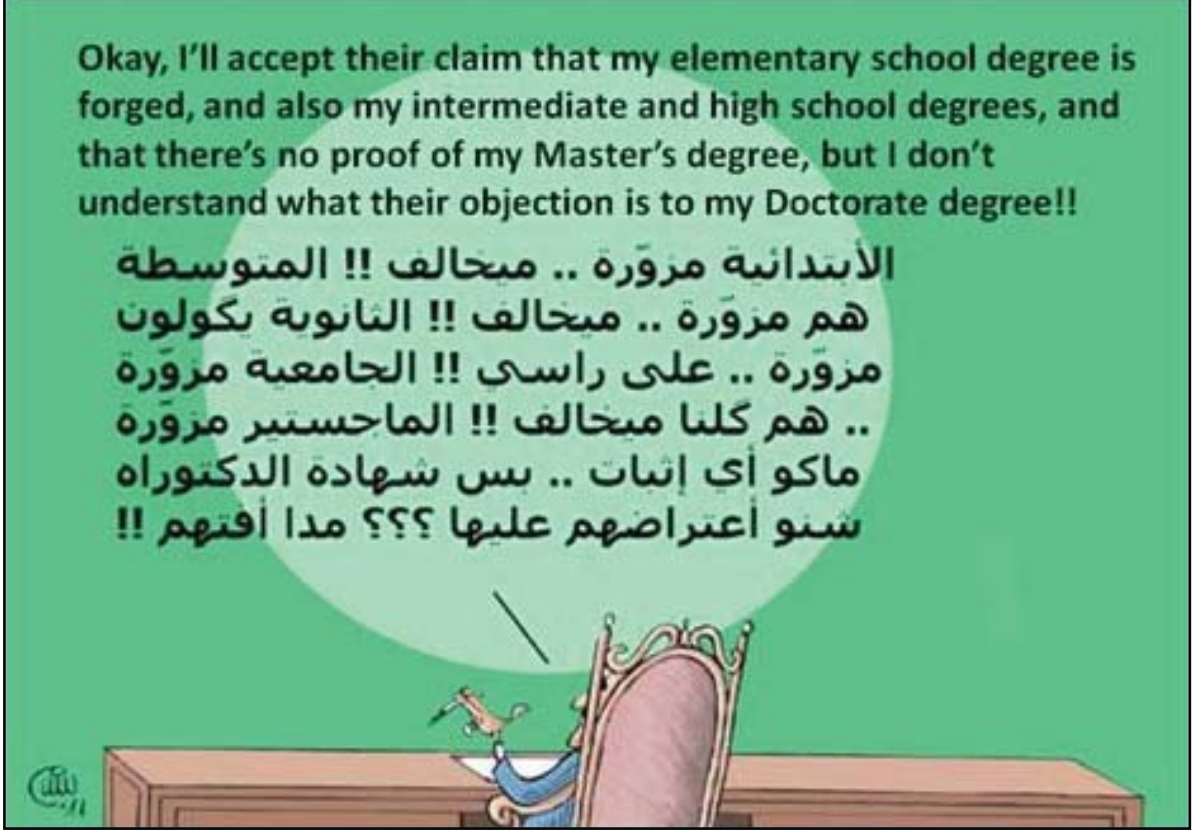 Okay, I'll accept their claim that my elementary school degree is
forged, and also my intermediate and high school degrees, and
that there's no proof of my Master's degree, but I don't
understand what their objection is to my Doctorate degree!!
الأبتدائية مزوّرة .. ميخالف !! المتوسطة
هم مزوّرة .. ميخالف !! الثانوية يكولون
مزوّرة .. على راسي !! الجامعية مزوّرة
.. هم كلنا ميخالف !! الماجستير مزوّرة
ماكو أي إثبات .. بس شهادة الدكتوراه
شنو أعتراضهم عليها ؟؟؟ مدا أفتهم !!